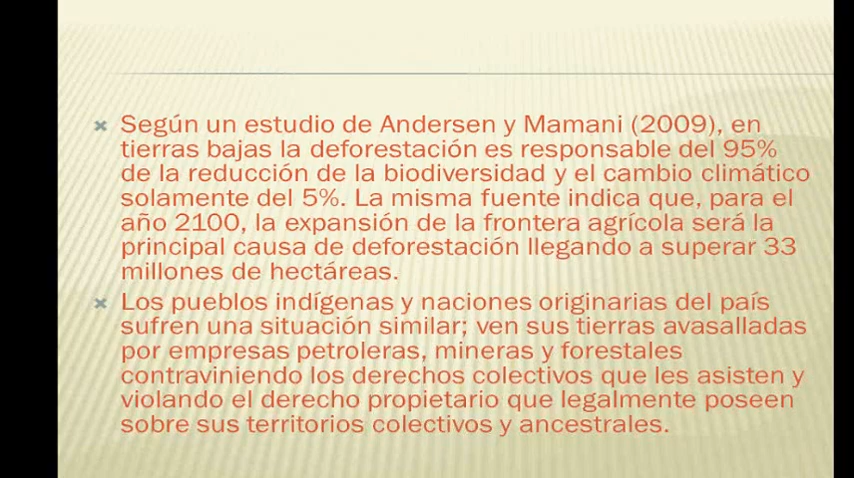 Según un estudio de Andersen y Mamani (2009), en
tierras bajas la deforestación es responsable del 95%
de la reducción de la biodiversidad y el cambio climático
solamente del 5%. La misma fuente indica que, para el
año 2100, la expansión de la frontera agrícola será la
principal causa de deforestación llegando a superar 33
millones de hectáreas.
Los pueblos indígenas y naciones originarias del país
sufren una situación similar; ven sus tierras avasalladas
por empresas petroleras, mineras y forestales
contraviniendo los derechos colectivos que les asisten y
violando el derecho propietario que legalmente poseen
sobre sus territorios colectivos y ancestrales.